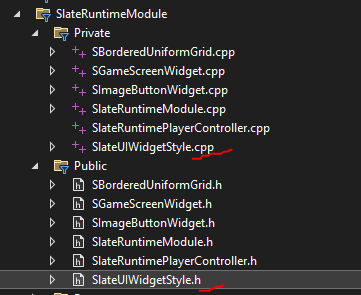 SlateRuntimeModule
Private
SBorderedUniformGrid.cpp
SGameScreenWidget.cpp
SImageButtonWidget.cpp
SlateRuntimeModule.cpp
SlateRuntimePlayerController.cpp
SlateUIWidgetStyle.cpp
Public
SBorderedUniformGrid.h
SGameScreenWidget.h
SImageButtonWidget.h
SlateRuntimeModule.h
SlateRuntimePlayerController.h
SlateUIWidgetStyle.h